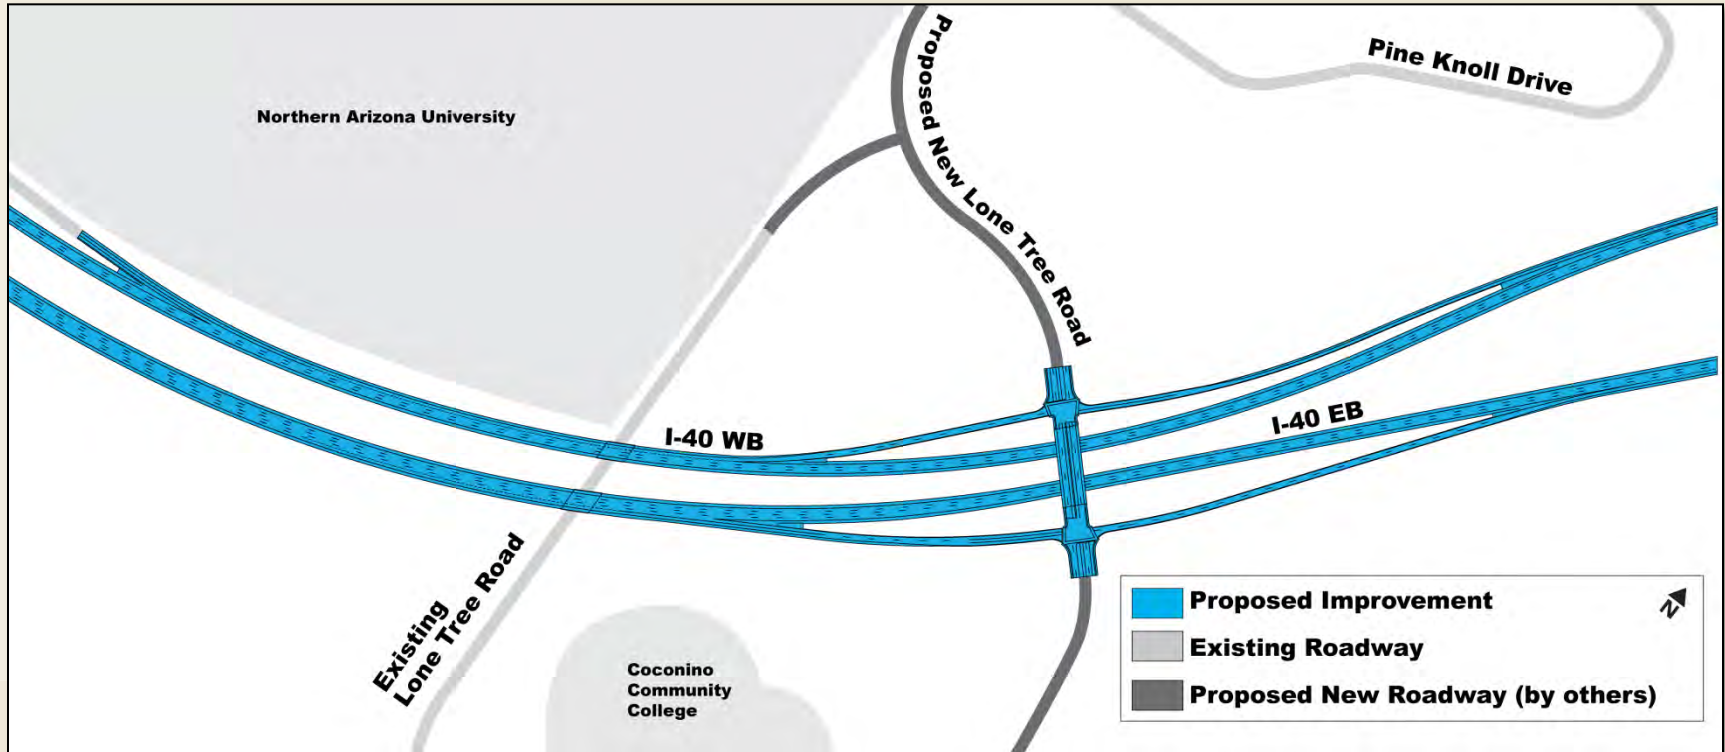 Northern Arizona University
Proposed New Lone Tree Road
Pine Knoll Drive
I-40 WB
I-40 EB
Existing
Lone Tree Road
Coconino
Community
College
Proposed Improvement
N
Existing Roadway
Proposed New Roadway (by others)